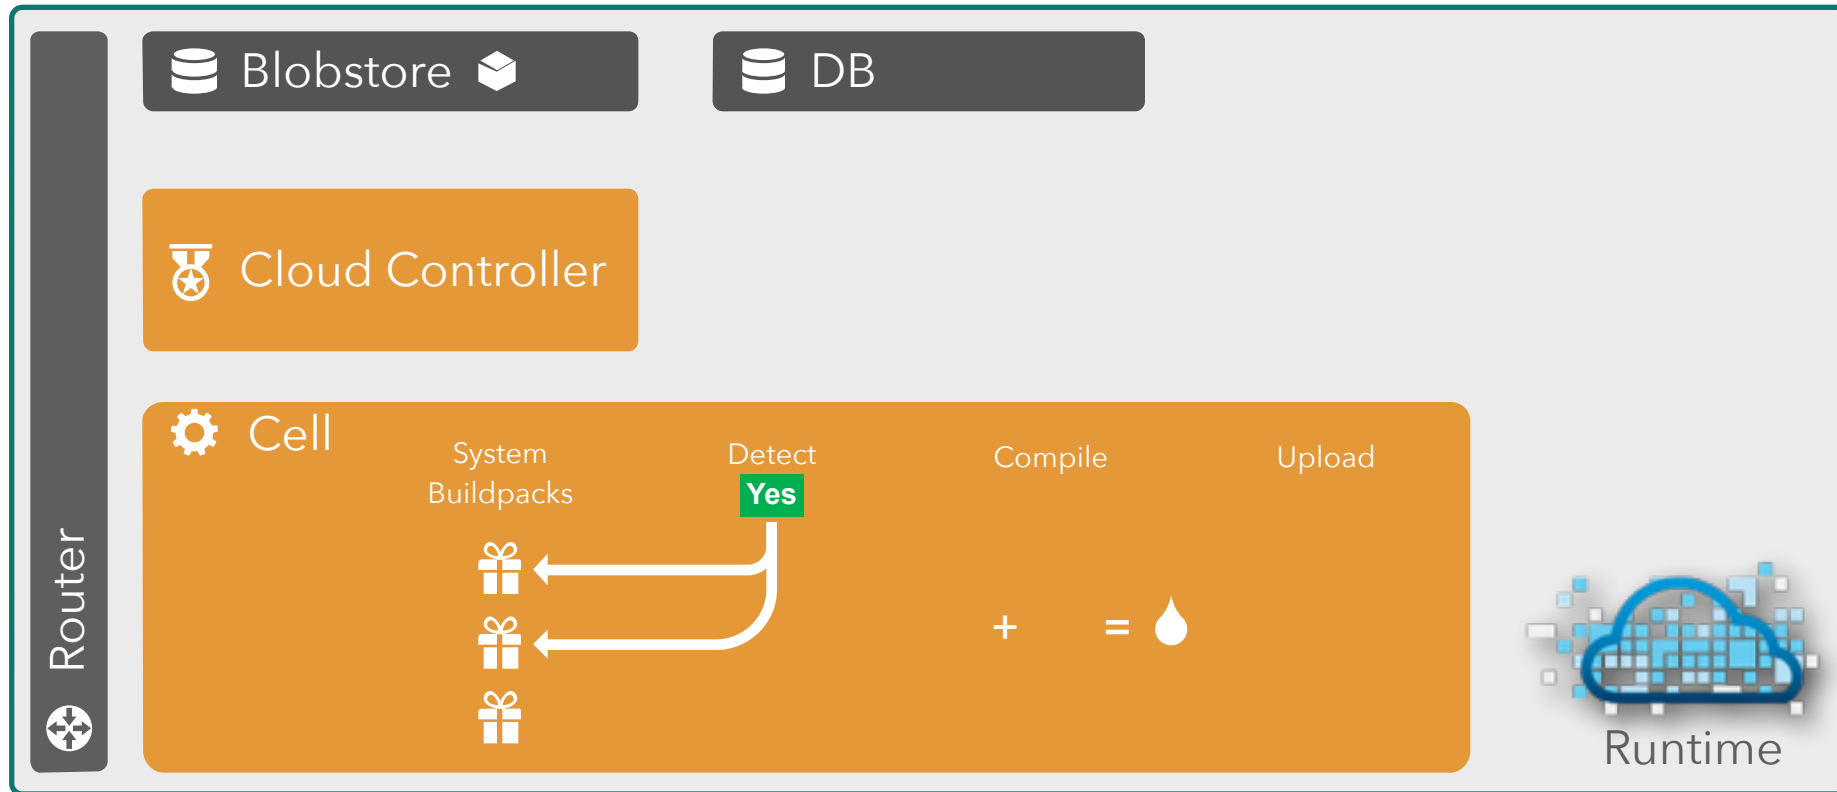 Blobstore
DB
Cloud Controller
Cell
System
Buildpacks
Detect
Yes
Compile
Upload
+ =
Router
Runtime